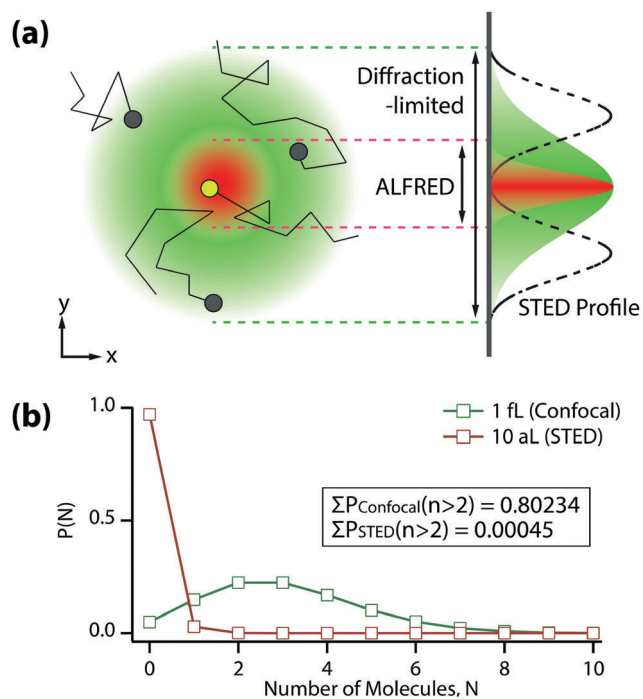 (a)
Diffraction
-limited
ALFRED
STED Profile
y
x
(b)
1 fL (Confocal)
10 aL (STED)
ΣPConfocal(n>2) = 0.80234
ΣPSTED(n>2) = 0.00045
P(N)
1.0
0.5
0.0
0 2 4 6 8 10
Number of Molecules, N